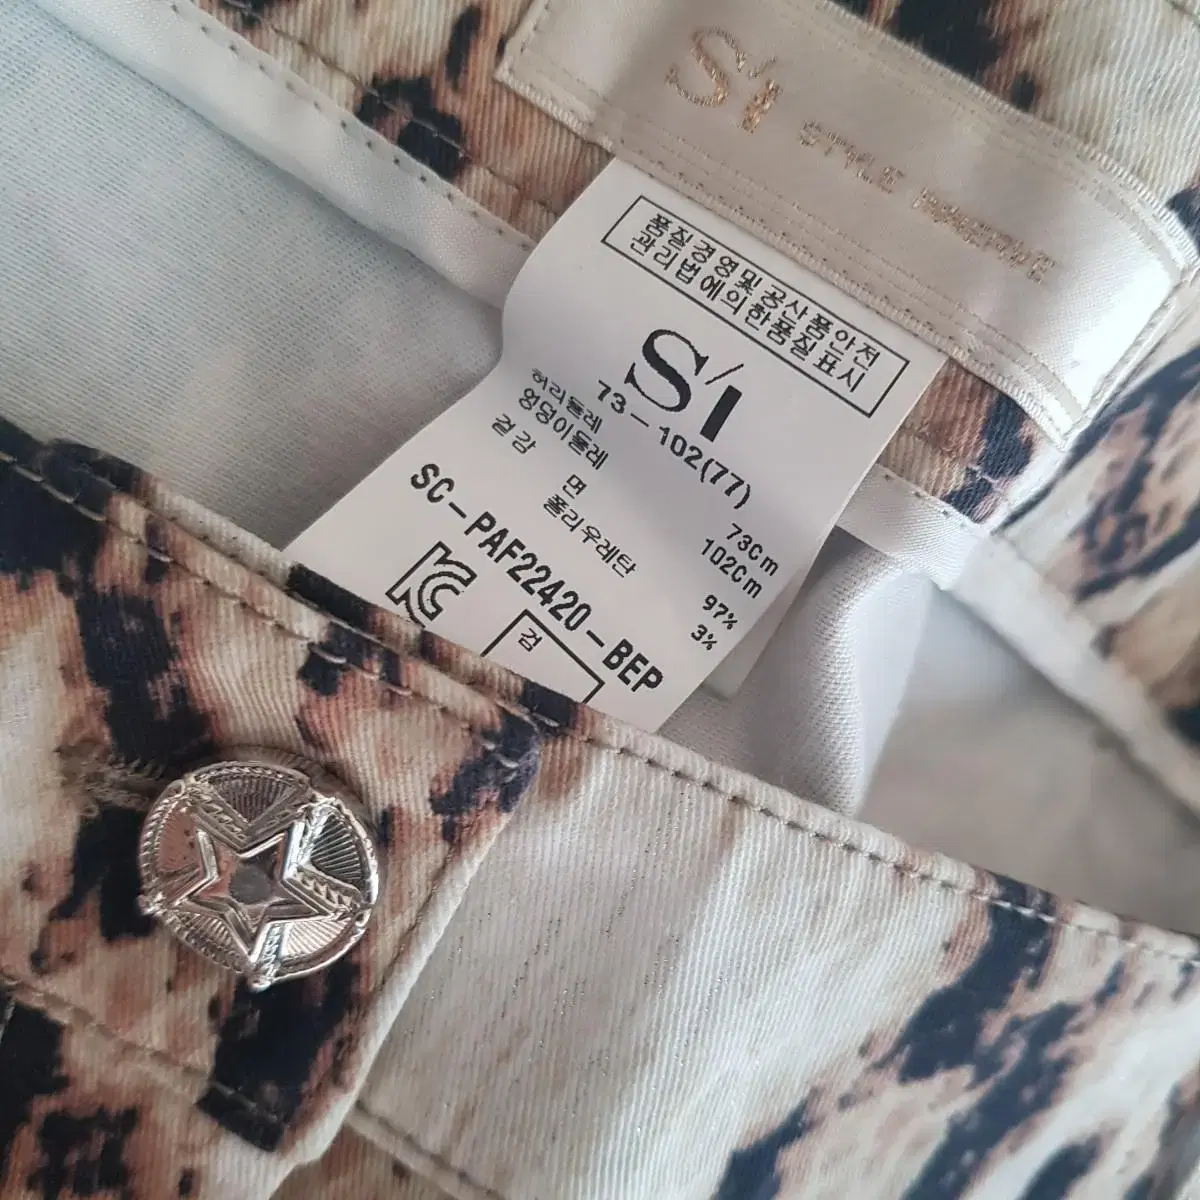 S/I STYLE
품질경영및공산품안전
관리법에의한품질표시
S/I
73-102(77)
허리둘레 73cm
엉덩이둘레 102cm
겉감 면 97%
폴리우레탄 3%
SC-PAF22420-BEP
KC
검